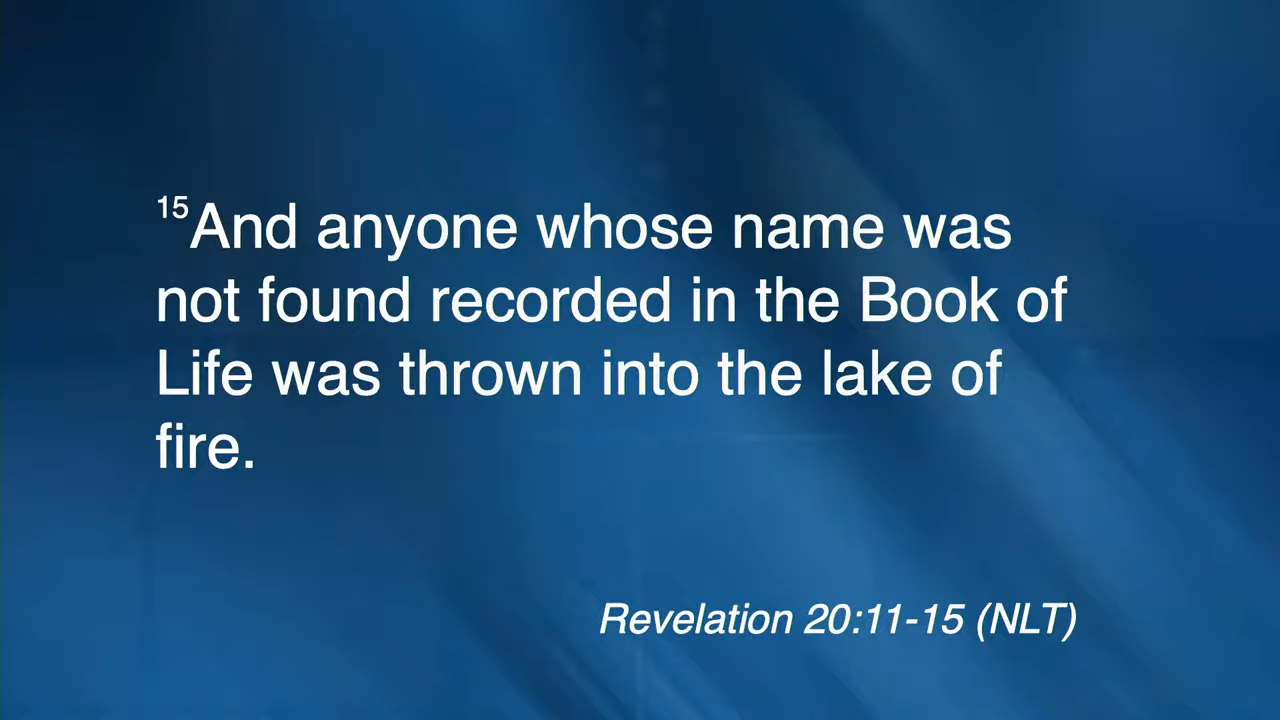 15And anyone whose name was
not found recorded in the Book of
Life was thrown into the lake of
fire.
Revelation 20:11-15 (NLT)